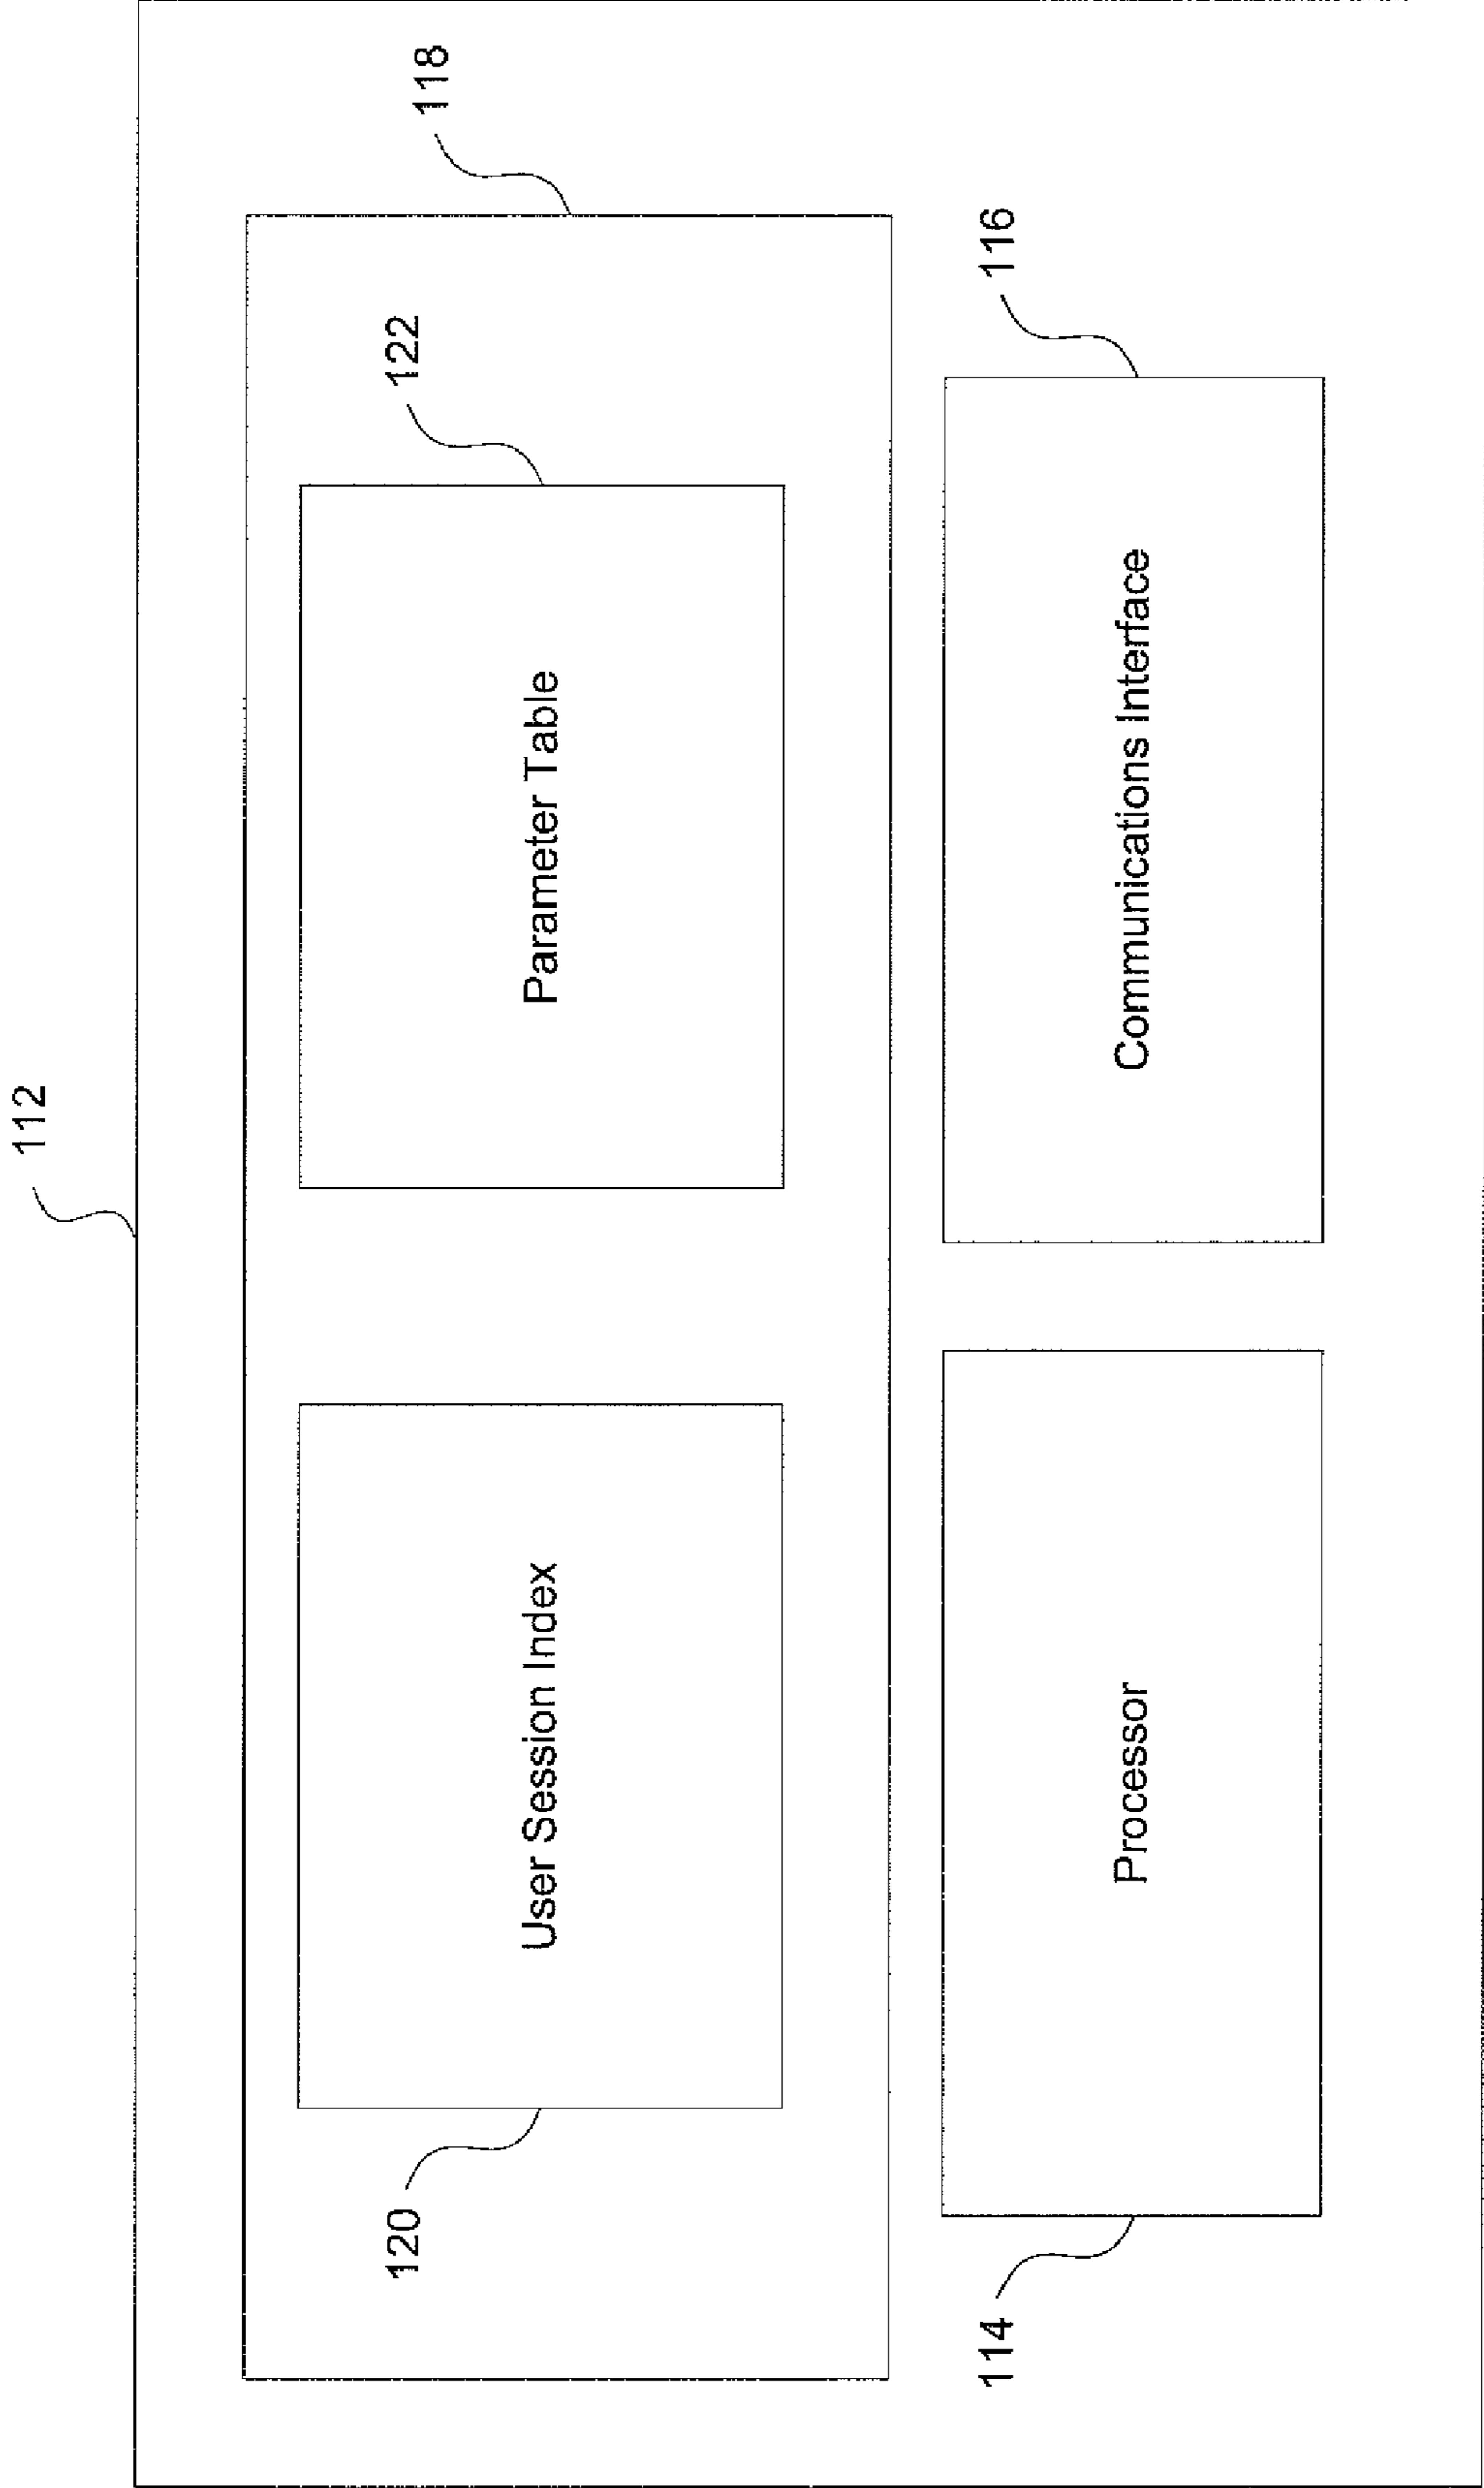 112
118
122
120
User Session Index
Parameter Table
116
114
Processor
Communications Interface